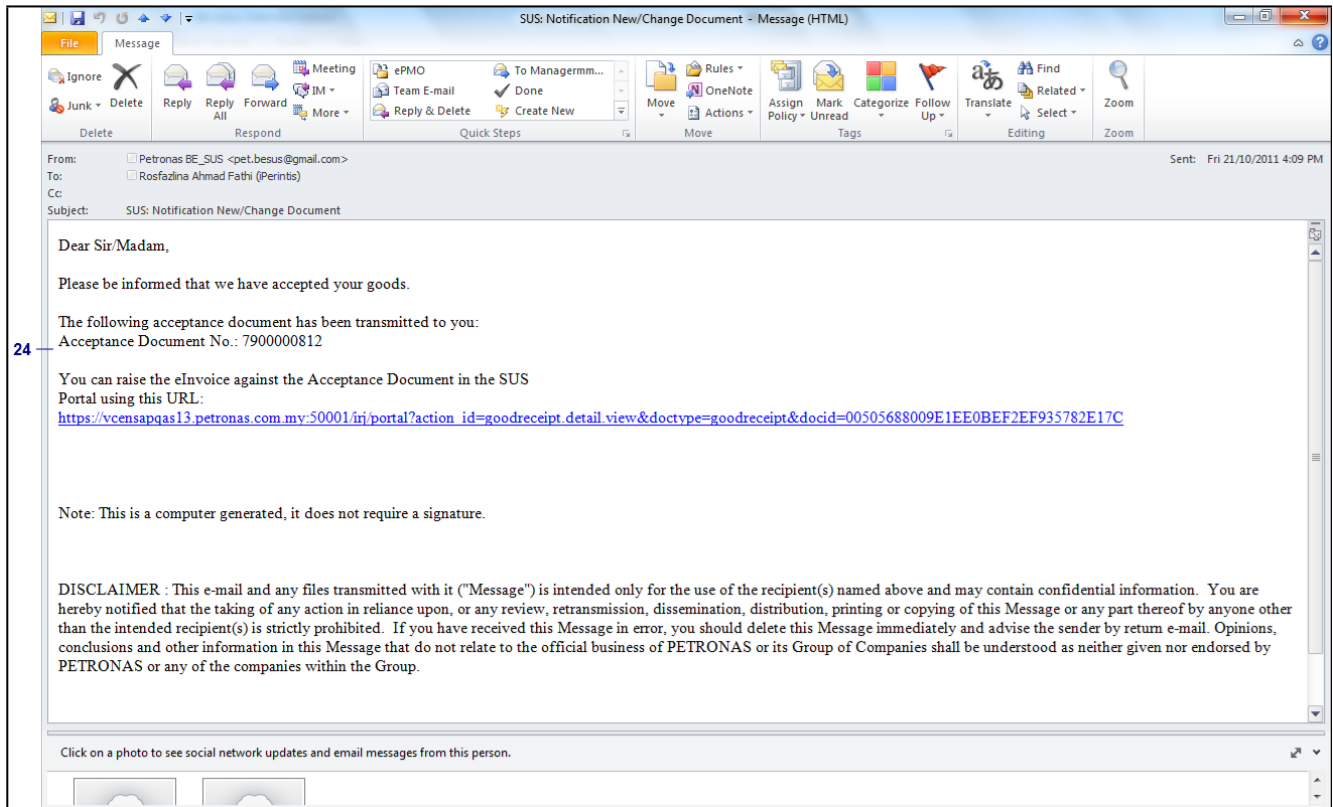 SUS: Notification New/Change Document - Message (HTML)
File Message
Ignore
Junk
Delete
Reply
Reply All
Forward
Meeting
IM
More
ePMO
Team E-mail
Reply & Delete
To Managermm...
Done
Create New
Move
Rules
OneNote
Actions
Assign Policy
Mark Unread
Categorize
Follow Up
Translate
Find
Related
Select
Zoom
Delete Respond Quick Steps Move Tags Editing Zoom
From: Petronas BE_SUS <pet.besus@gmail.com> Sent: Fri 21/10/2011 4:09 PM
To: Rosfazlina Ahmad Fathi (iPerintis)
Cc:
Subject: SUS: Notification New/Change Document
Dear Sir/Madam,
Please be informed that we have accepted your goods.
The following acceptance document has been transmitted to you:
24 Acceptance Document No.: 7900000812
You can raise the eInvoice against the Acceptance Document in the SUS
Portal using this URL:
https://vcensapqas13.petronas.com.my:50001/irj/portal?action_id=goodreceipt.detail.view&doctype=goodreceipt&docid=00505688009E1EE0BEF2EF935782E17C
Note: This is a computer generated, it does not require a signature.
DISCLAIMER : This e-mail and any files transmitted with it ("Message") is intended only for the use of the recipient(s) named above and may contain confidential information. You are
hereby notified that the taking of any action in reliance upon, or any review, retransmission, dissemination, distribution, printing or copying of this Message or any part thereof by anyone other
than the intended recipient(s) is strictly prohibited. If you have received this Message in error, you should delete this Message immediately and advise the sender by return e-mail. Opinions,
conclusions and other information in this Message that do not relate to the official business of PETRONAS or its Group of Companies shall be understood as neither given nor endorsed by
PETRONAS or any of the companies within the Group.
Click on a photo to see social network updates and email messages from this person.